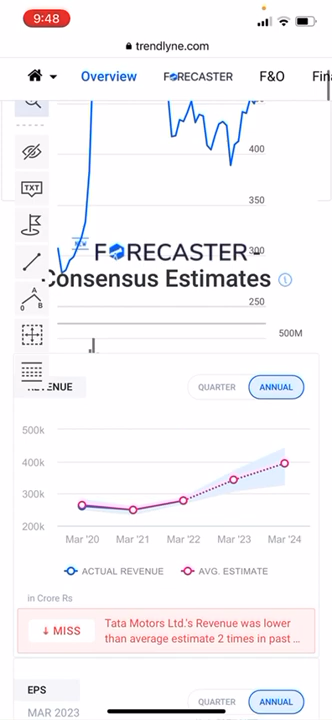 9:48
trendlyne.com
Overview
FORECASTER
F&O
Fin
400
350
TXT
300
FORECASTER
Consensus Estimates
A
0 B
250
500M
ENUE
QUARTER
ANNUAL
500k
400k
300k
200k
Mar '20 Mar '21 Mar '22 Mar '23 Mar '24
ACTUAL REVENUE
AVG. ESTIMATE
in Crore Rs
↓ MISS
Tata Motors Ltd.'s Revenue was lower
than average estimate 2 times in past ...
EPS
QUARTER
ANNUAL
MAR 2023